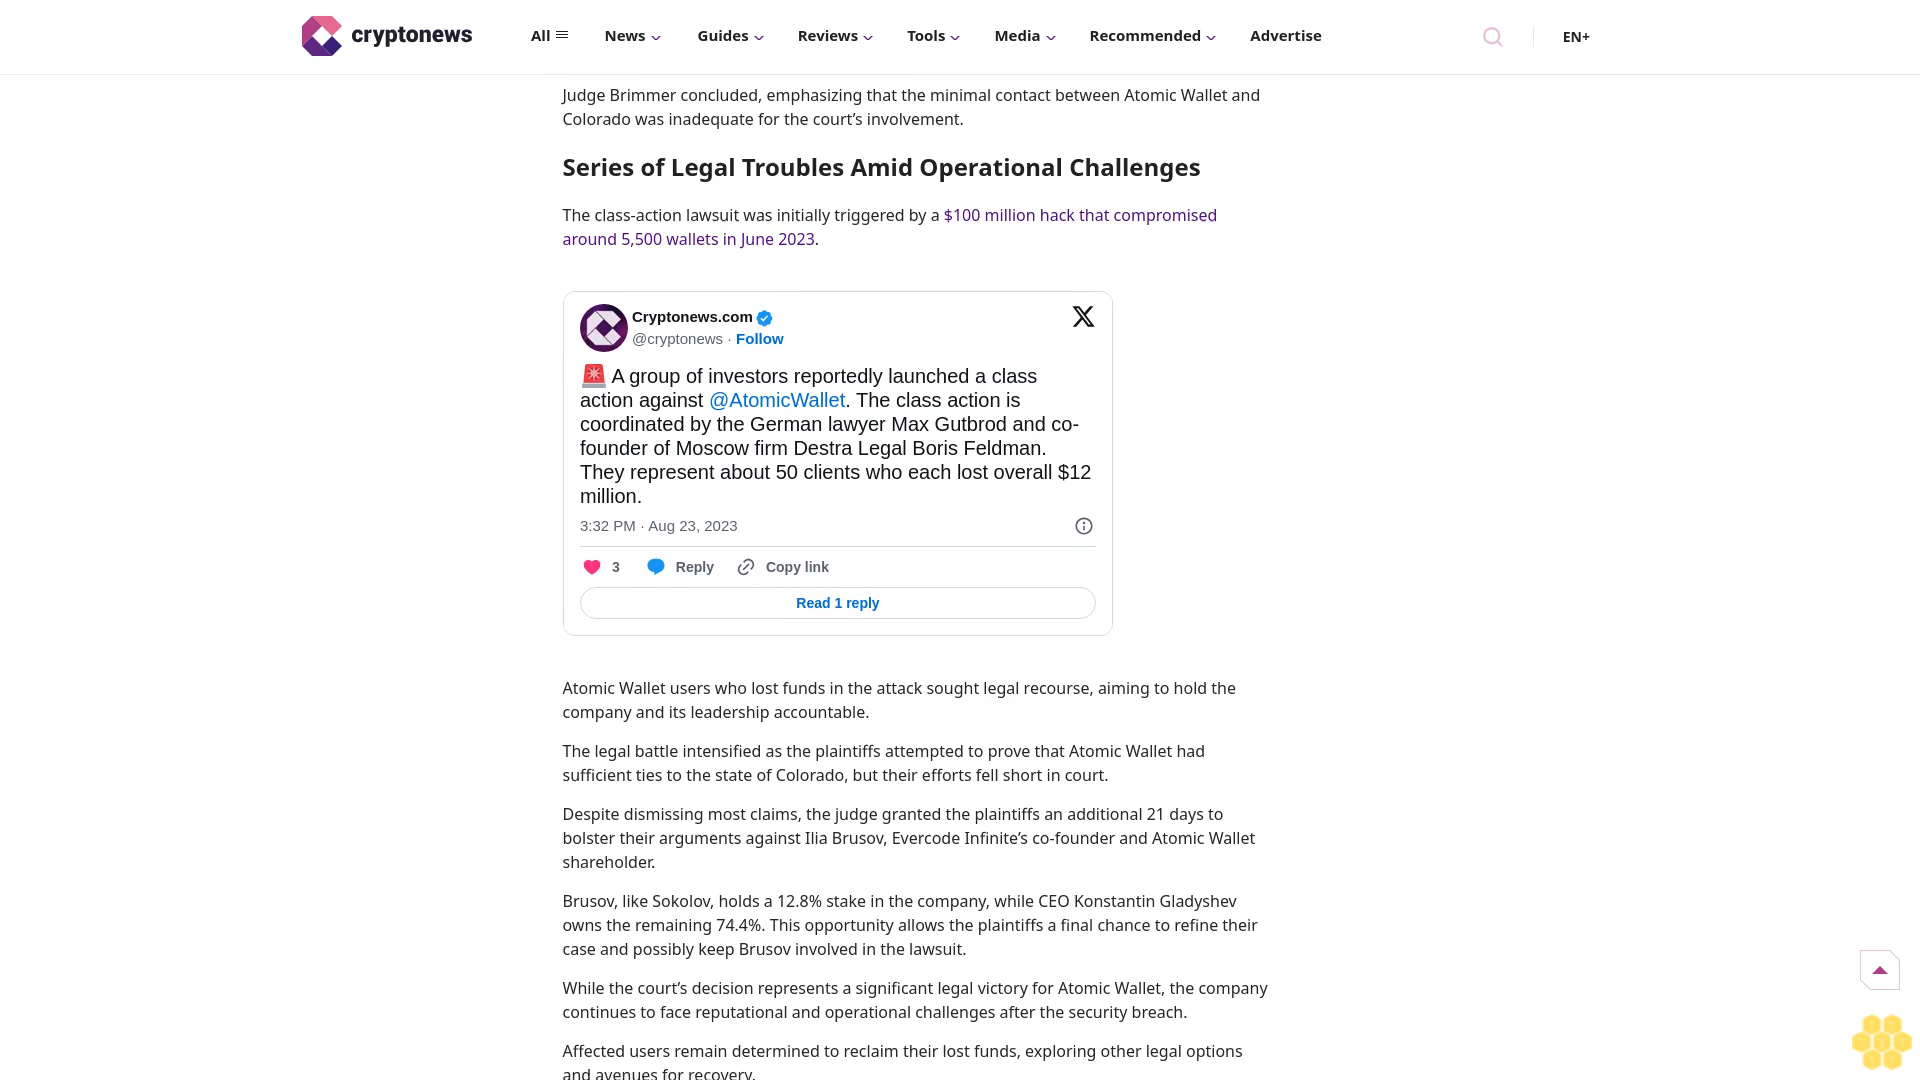 cryptonews
All
News
Guides
Reviews
Tools
Media
Recommended
Advertise
EN+
Judge Brimmer concluded, emphasizing that the minimal contact between Atomic Wallet and
Colorado was inadequate for the court’s involvement.
Series of Legal Troubles Amid Operational Challenges
The class-action lawsuit was initially triggered by a $100 million hack that compromised
around 5,500 wallets in June 2023.
Cryptonews.com
@cryptonews · Follow
🚨 A group of investors reportedly launched a class
action against @AtomicWallet. The class action is
coordinated by the German lawyer Max Gutbrod and co-
founder of Moscow firm Destra Legal Boris Feldman.
They represent about 50 clients who each lost overall $12
million.
3:32 PM · Aug 23, 2023
3
Reply
Copy link
Read 1 reply
Atomic Wallet users who lost funds in the attack sought legal recourse, aiming to hold the
company and its leadership accountable.
The legal battle intensified as the plaintiffs attempted to prove that Atomic Wallet had
sufficient ties to the state of Colorado, but their efforts fell short in court.
Despite dismissing most claims, the judge granted the plaintiffs an additional 21 days to
bolster their arguments against Ilia Brusov, Evercode Infinite’s co-founder and Atomic Wallet
shareholder.
Brusov, like Sokolov, holds a 12.8% stake in the company, while CEO Konstantin Gladyshev
owns the remaining 74.4%. This opportunity allows the plaintiffs a final chance to refine their
case and possibly keep Brusov involved in the lawsuit.
While the court’s decision represents a significant legal victory for Atomic Wallet, the company
continues to face reputational and operational challenges after the security breach.
Affected users remain determined to reclaim their lost funds, exploring other legal options
and avenues for recovery.